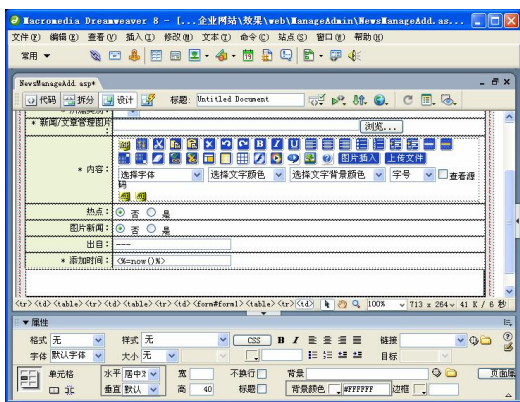 Macromedia Dreamweaver 8 - [...企业网站\效果\web\ManageAdmin\NewsManageAdd.as...
文件(F) 编辑(E) 查看(V) 插入(I) 修改(M) 文本(T) 命令(C) 站点(S) 窗口(W) 帮助(H)
常用
NewsManageAdd.asp*
代码 拆分 设计 标题: Untitled Document
* 新闻/文章管理图片: 浏览...
图片插入 上传文件
* 内容: 选择字体 选择文字颜色 选择文字背景颜色 字号 查看源
码
热点: 否 是
图片新闻: 否 是
出自: ---
* 添加时间: <%=now()%>
<tr><td><table><tr><td><table><tr><td><form#form1><table><tr><td> 100% 713 x 264 41 K / 6 秒
属性
格式 无 样式 无 CSS B I 链接
字体 默认字体 大小 无 目标
单元格 水平 居中对 宽 不换行 背景 页面属
垂直 默认 高 40 标题 背景颜色 #FFFFFF 边框